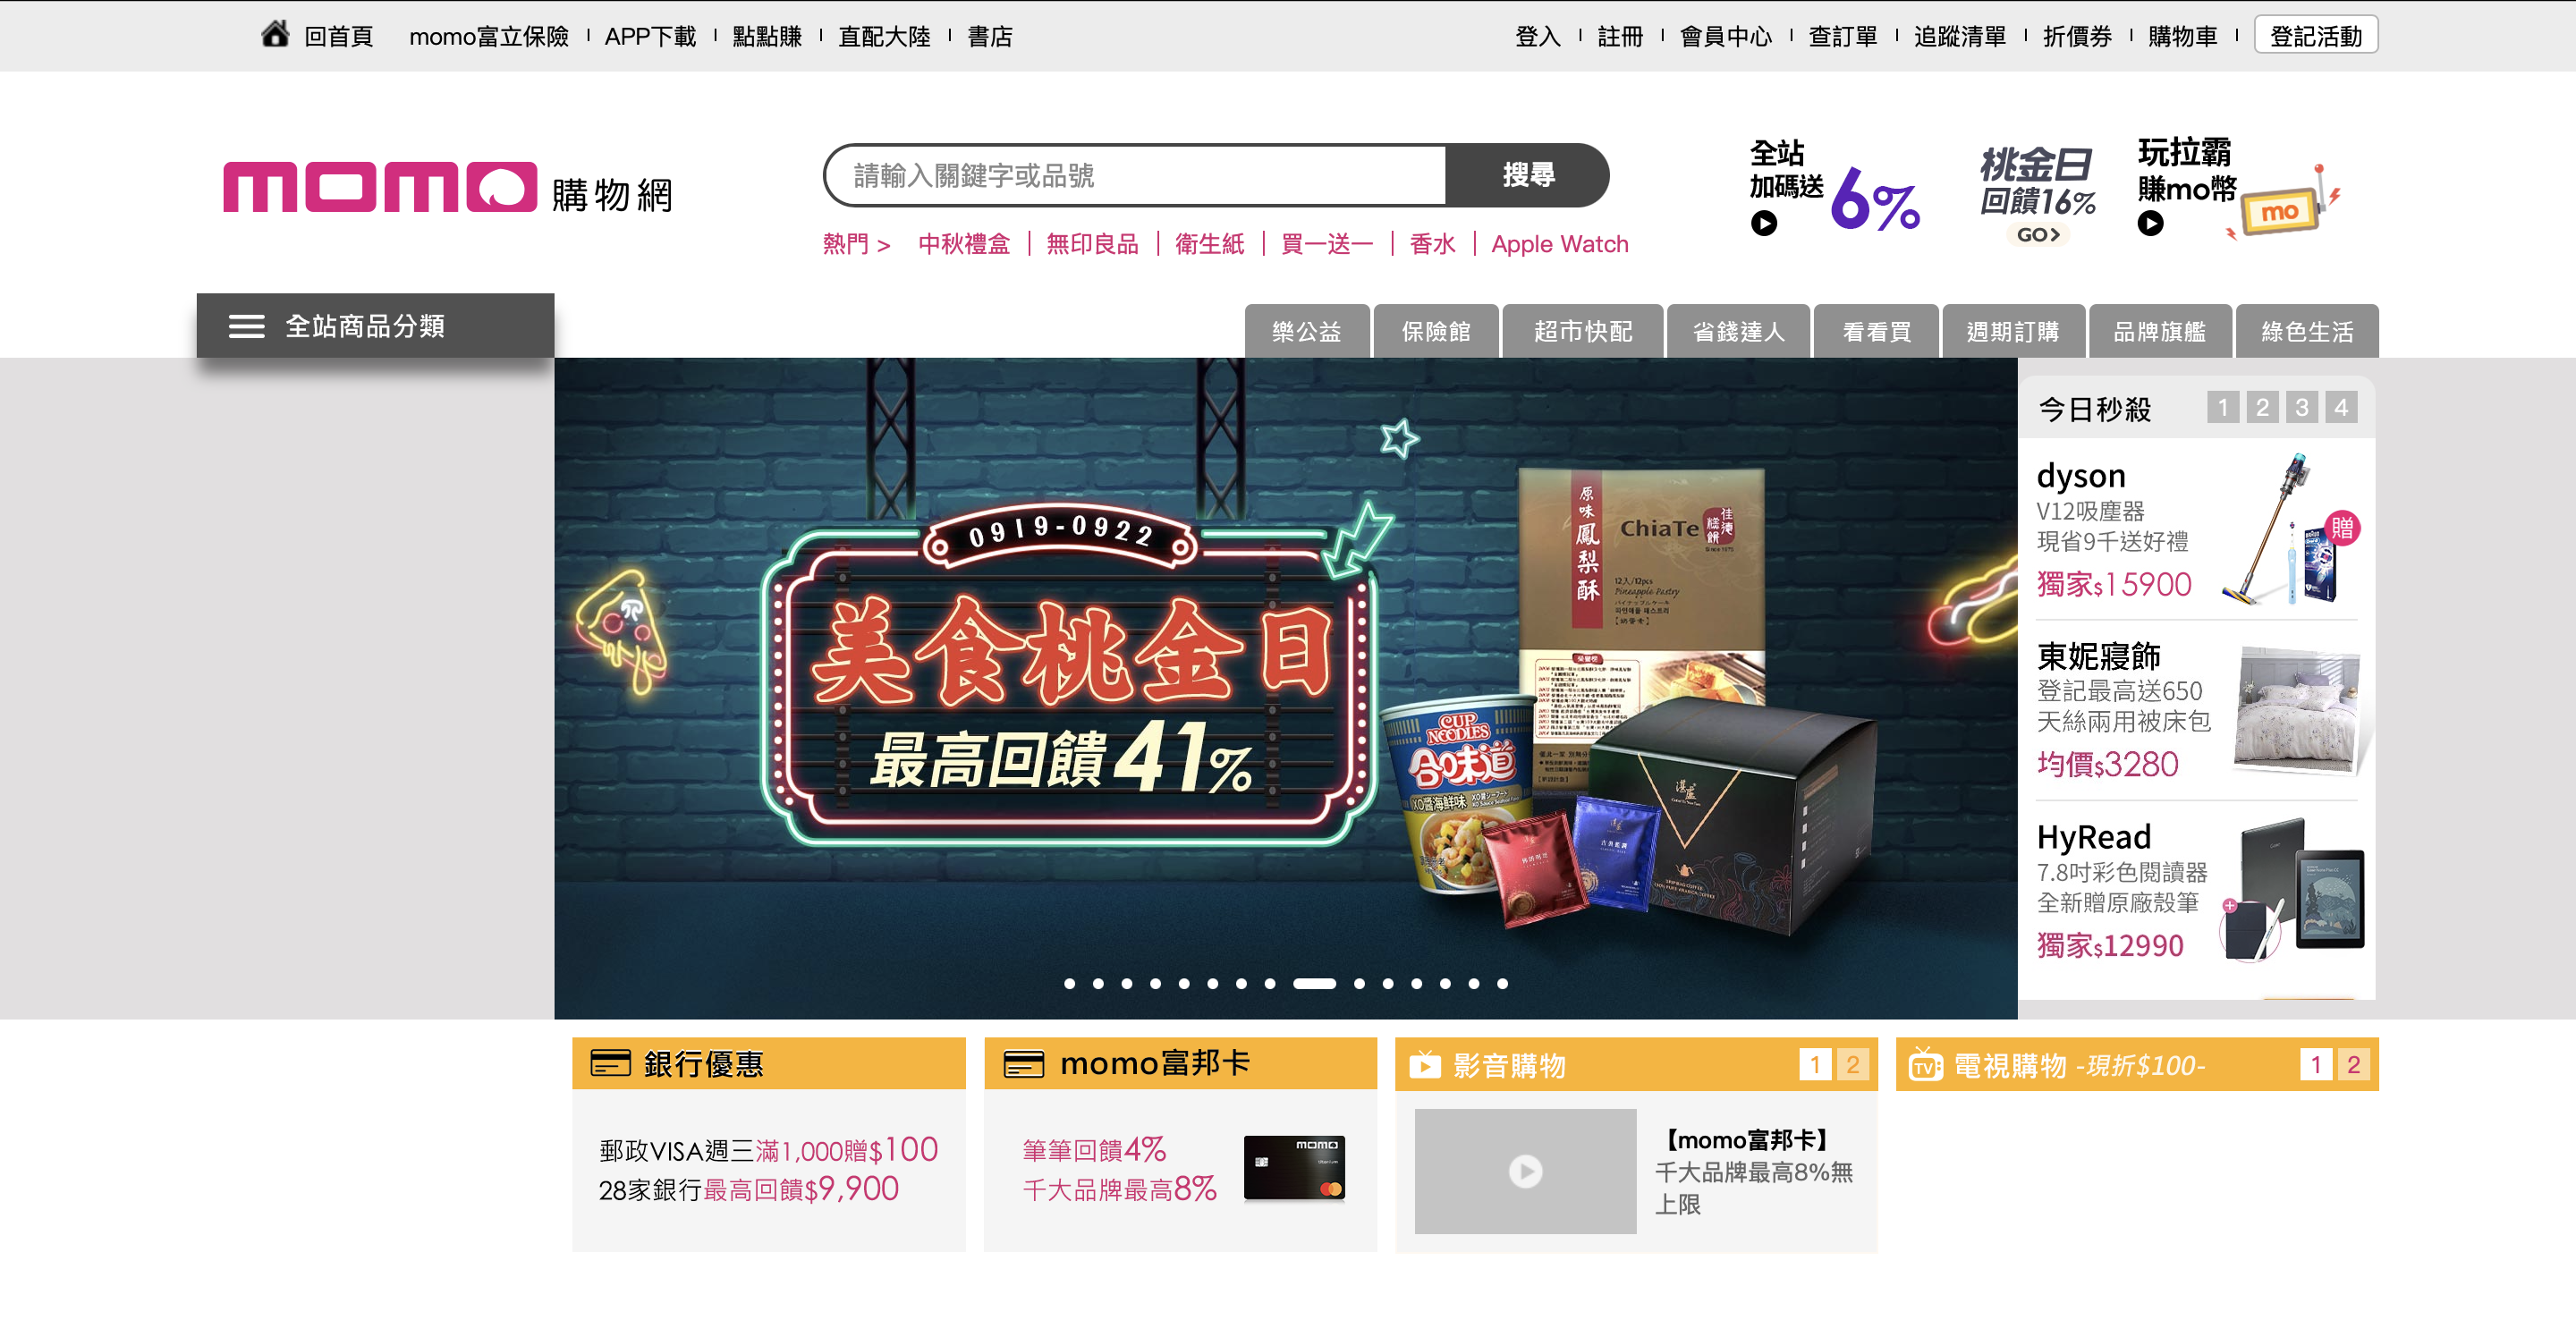 回首頁 momo富立保險 APP下載 點點賺 直配大陸 書店
登入 註冊 會員中心 查訂單 追蹤清單 折價券 購物車 登記活動
momo 購物網
請輸入關鍵字或品號 搜尋
熱門 > 中秋禮盒 無印良品 衛生紙 買一送一 香水 Apple Watch
全站
加碼送
6%
桃金日
回饋16%
GO>
玩拉霸
賺mo幣
mo
全站商品分類
樂公益 保險館 超市快配 省錢達人 看看買 週期訂購 品牌旗艦 綠色生活
0919-0922
美食桃金日
最高回饋41%
原味鳳梨酥
ChiaTe
佳德糕餅
Since 1975
12入/12pcs
Pineapple Pastry
CUP NOODLES
合味道
XO醬海鮮味
今日秒殺 1 2 3 4
dyson
V12吸塵器
現省9千送好禮
獨家$15900
贈
東妮寢飾
登記最高送650
天絲兩用被床包
均價$3280
HyRead
7.8吋彩色閱讀器
全新贈原廠殼筆
獨家$12990
銀行優惠
郵政VISA週三滿1,000贈$100
28家銀行最高回饋$9,900
momo富邦卡
筆筆回饋4%
千大品牌最高8%
momo
影音購物 1 2
【momo富邦卡】
千大品牌最高8%無
上限
TV 電視購物 -現折$100- 1 2